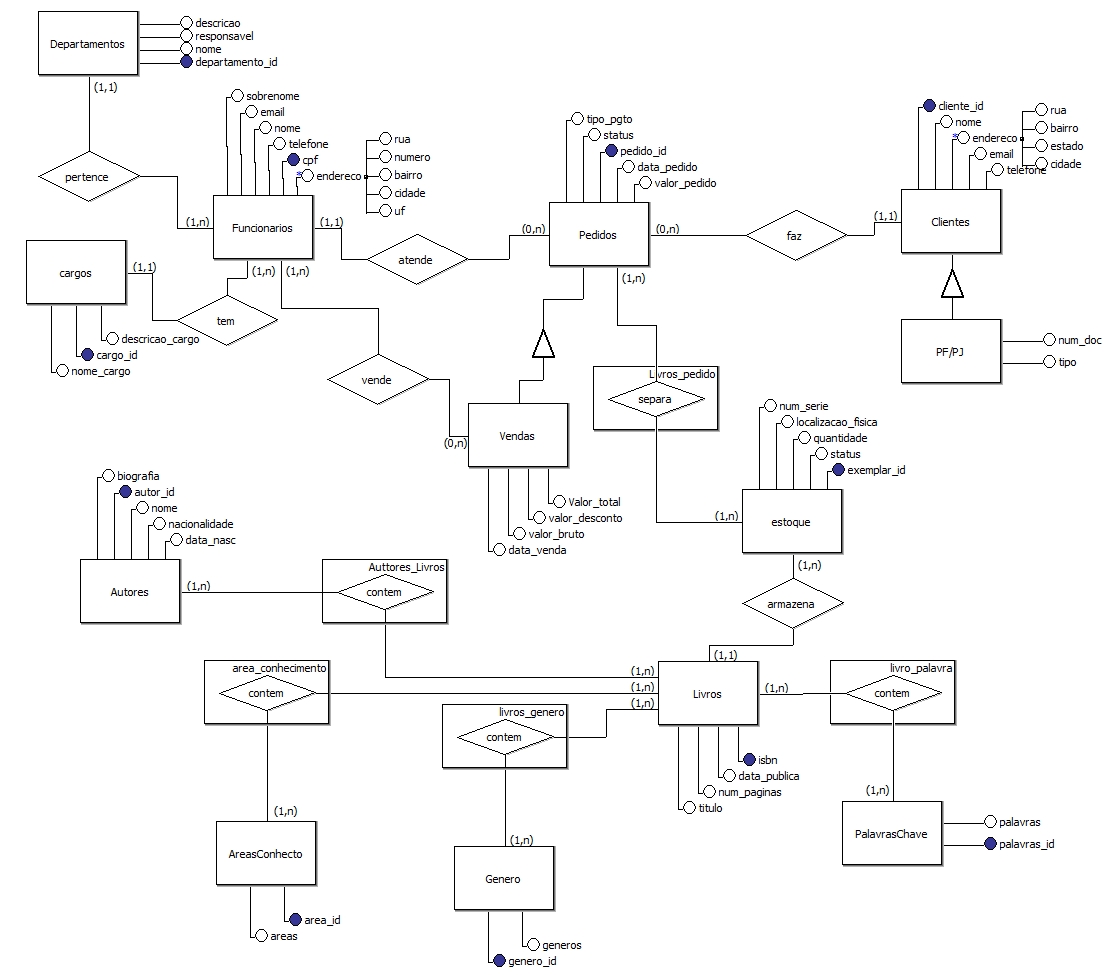 Departamentos
descricao
responsavel
nome
departamento_id
(1,1)
pertence
(1,n)
sobrenome
email
nome
telefone
cpf
* endereco
rua
numero
bairro
cidade
uf
Funcionarios
(1,1)
(1,n)
(1,n)
atende
(0,n)
tipo_pgto
status
pedido_id
data_pedido
valor_pedido
Pedidos
(0,n)
(1,n)
faz
(1,1)
cliente_id
nome
* endereco
email
telefone
rua
bairro
estado
cidade
Clientes
PF/PJ
num_doc
tipo
cargos
(1,1)
descricao_cargo
cargo_id
nome_cargo
tem
vende
(0,n)
Vendas
Valor_total
valor_desconto
valor_bruto
data_venda
Livros_pedido
separa
(1,n)
num_serie
localizacao_fisica
quantidade
status
exemplar_id
estoque
(1,n)
armazena
(1,1)
biografia
autor_id
nome
nacionalidade
data_nasc
Autores
(1,n)
Auttores_Livros
contem
(1,n)
area_conhecimento
contem
(1,n)
livros_genero
contem
(1,n)
Livros
(1,n)
livro_palavra
contem
isbn
data_publica
num_paginas
titulo
(1,n)
PalavrasChave
palavras
palavras_id
(1,n)
AreasConhecto
area_id
areas
(1,n)
Genero
generos
genero_id